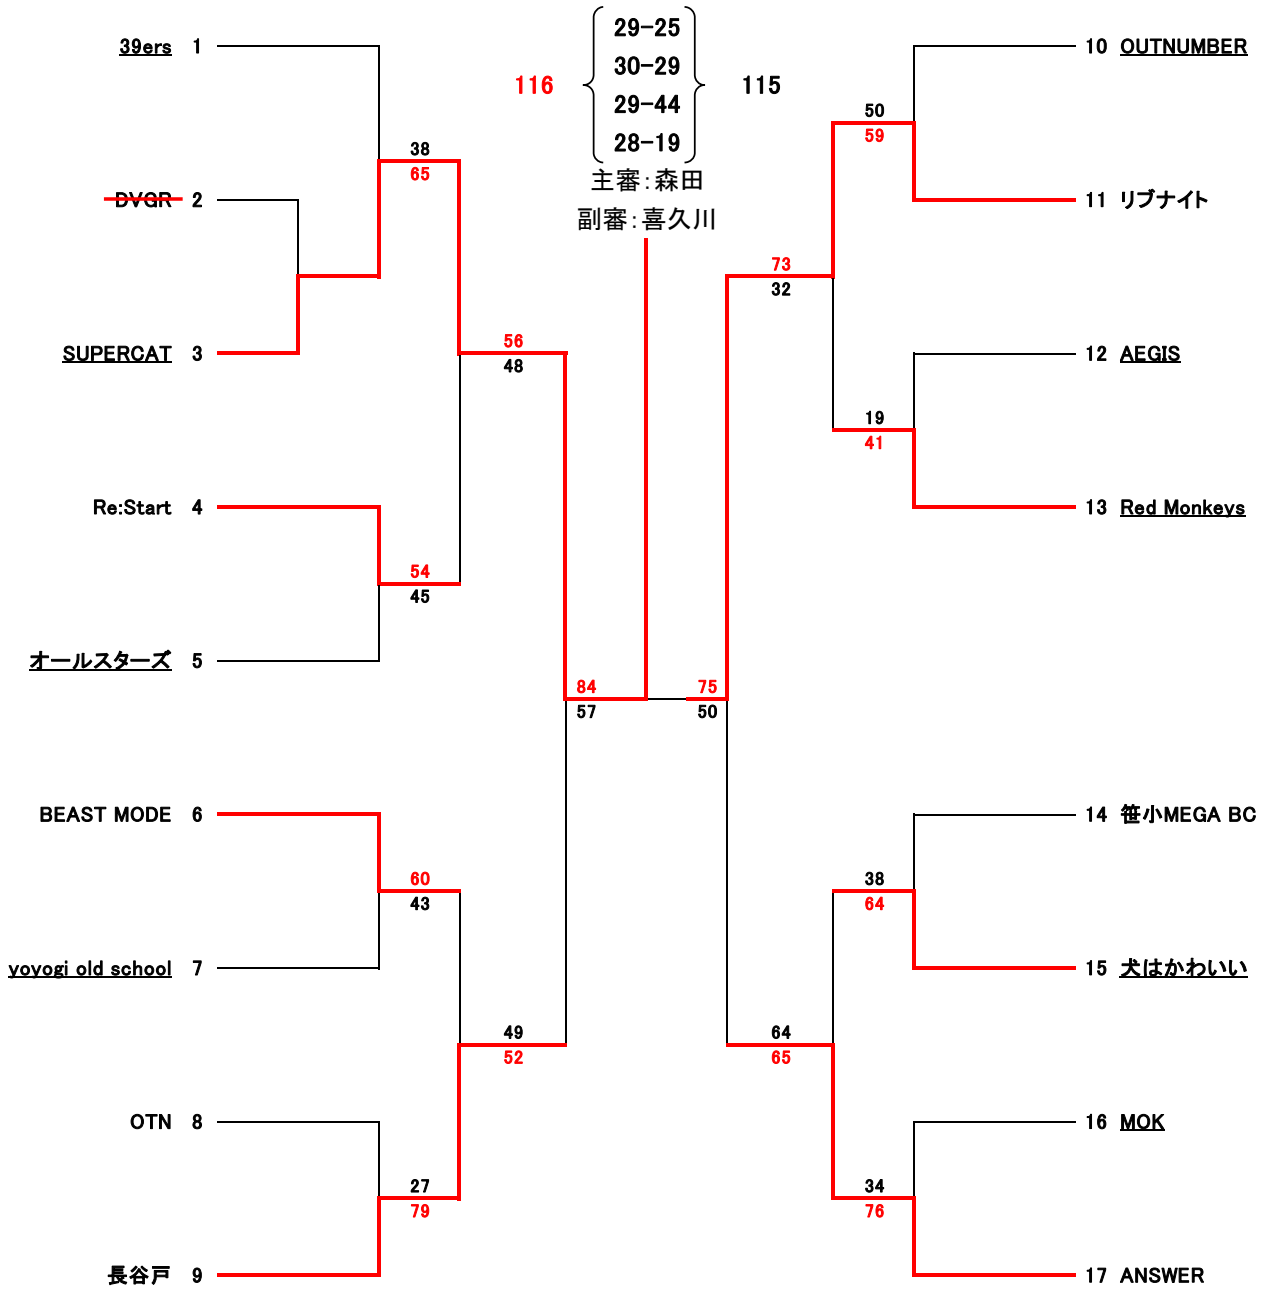 39ers 1
DVGR 2
SUPERCAT 3
Re:Start 4
オールスターズ 5
BEAST MODE 6
yoyogi old school 7
OTN 8
長谷戸 9
38
65
54
45
60
43
27
79
56
48
49
52
84
57
116
29-25
30-29
29-44
28-19
115
主審：森田
副審：喜久川
75
50
73
32
64
65
50
59
19
41
38
64
34
76
10 OUTNUMBER
11 リブナイト
12 AEGIS
13 Red Monkeys
14 笹小MEGA BC
15 犬はかわいい
16 MOK
17 ANSWER